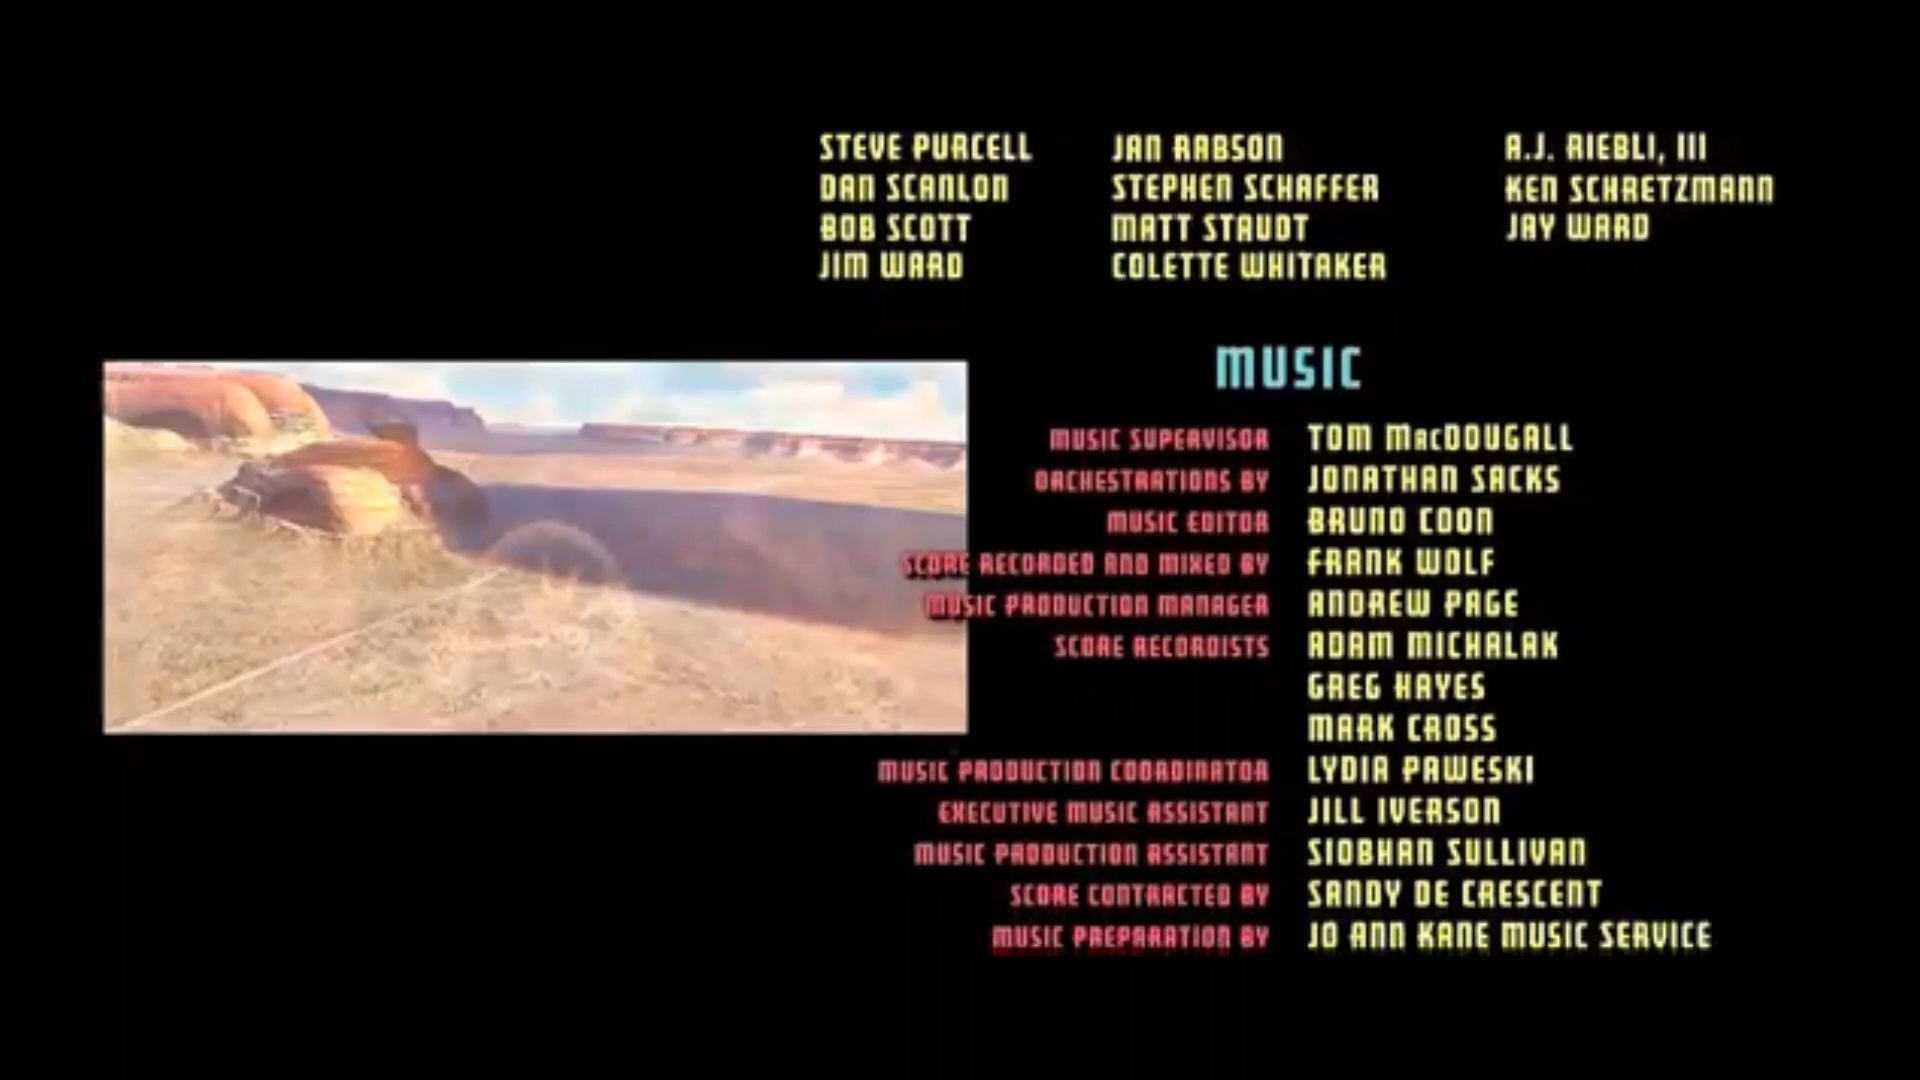 STEVE PURCELL JAN RABSON A.J. RIEBLI, III
DAN SCANLON STEPHEN SCHAFFER KEN SCHRETZMANN
BOB SCOTT MATT STAUDT JAY WARD
JIM WARD COLETTE WHITAKER
MUSIC
MUSIC SUPERVISOR TOM MACDOUGALL
ORCHESTRATIONS BY JONATHAN SACKS
MUSIC EDITOR BRUNO COON
SCORE RECORDED AND MIXED BY FRANK WOLF
MUSIC PRODUCTION MANAGER ANDREW PAGE
SCORE RECORDISTS ADAM MICHALAK
GREG HAYES
MARK CROSS
MUSIC PRODUCTION COORDINATOR LYDIA PAWESKI
EXECUTIVE MUSIC ASSISTANT JILL IVERSON
MUSIC PRODUCTION ASSISTANT SIOBHAN SULLIVAN
SCORE CONTRACTED BY SANDY DE CRESCENT
MUSIC PREPARATION BY JO ANN KANE MUSIC SERVICE